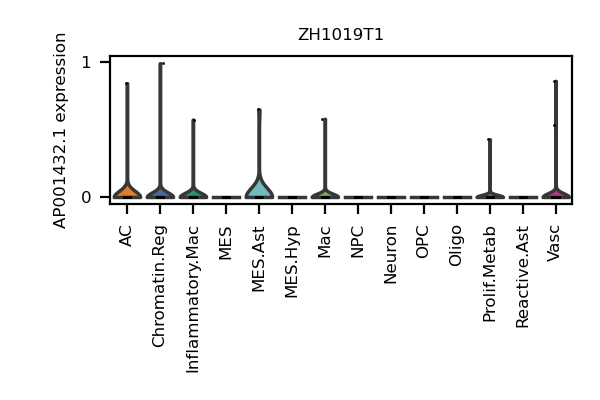 ZH1019T1
AP001432.1 expression
1
0
AC
Chromatin.Reg
Inflammatory.Mac
MES
MES.Ast
MES.Hyp
Mac
NPC
Neuron
OPC
Oligo
Prolif.Metab
Reactive.Ast
Vasc